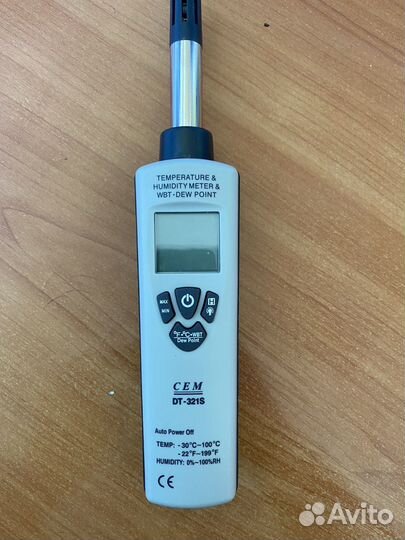 TEMPERATURE &
HUMIDITY METER &
WBT-DEW POINT
MAX
MIN
H
°F·°C·WBT
Dew Point
CEM
DT-321S
Auto Power Off
TEMP: -30°C~100°C
-22°F~199°F
HUMIDITY: 0%~100%RH
CE
Avito